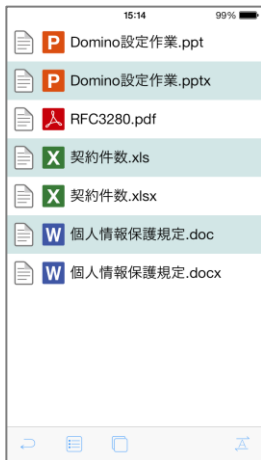 15:14 99%
P Domino設定作業.ppt
P Domino設定作業.pptx
RFC3280.pdf
X 契約件数.xls
X 契約件数.xlsx
W 個人情報保護規定.doc
W 個人情報保護規定.docx